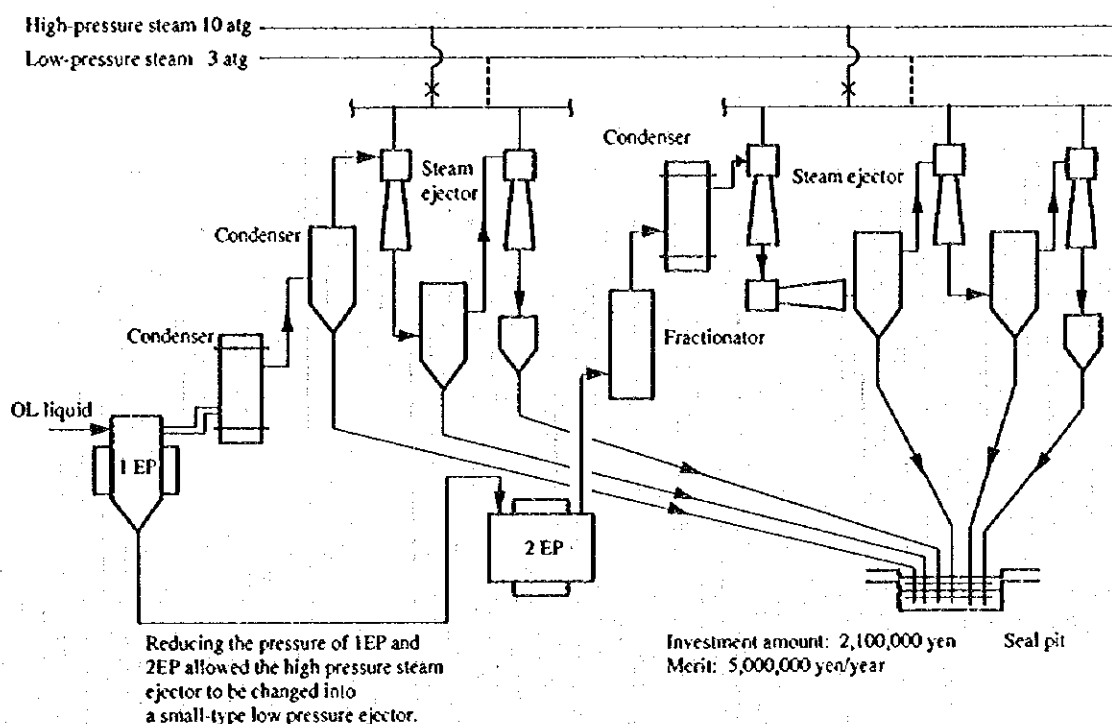 High-pressure steam 10 atg
Low-pressure steam 3 atg
Condenser
Steam
ejector
Steam ejector
Condenser
Condenser
Fractionator
OL liquid
1 EP
2 EP
Reducing the pressure of 1EP and
2EP allowed the high pressure steam
ejector to be changed into
a small-type low pressure ejector.
Investment amount: 2,100,000 yen
Merit: 5,000,000 yen/year
Seal pit